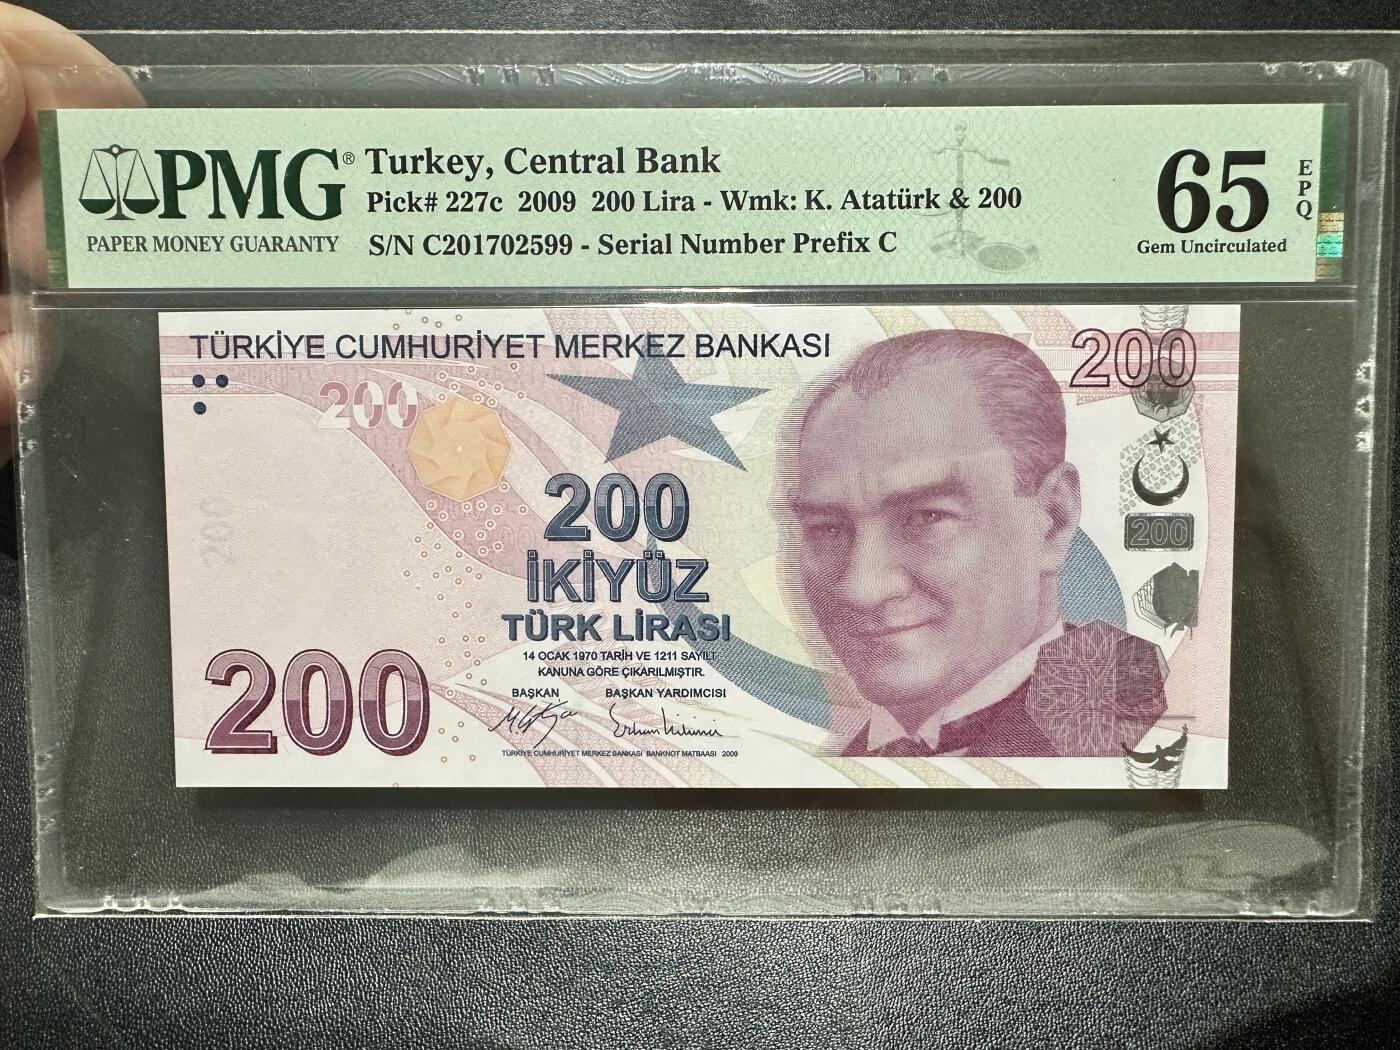 PMG®
PAPER MONEY GUARANTY
Turkey, Central Bank
Pick# 227c 2009 200 Lira - Wmk: K. Atatürk & 200
S/N C201702599 - Serial Number Prefix C
65
EPQ
Gem Uncirculated
TÜRKİYE CUMHURİYET MERKEZ BANKASI
200
200
200
200
200
İKİYÜZ
TÜRK LİRASI
14 OCAK 1970 TARİH VE 1211 SAYILI
KANUNA GÖRE ÇIKARILMIŞTIR.
BAŞKAN BAŞKAN YARDIMCISI
200
TÜRKİYE CUMHURİYET MERKEZ BANKASI BANKNOT MATBAASI 2009